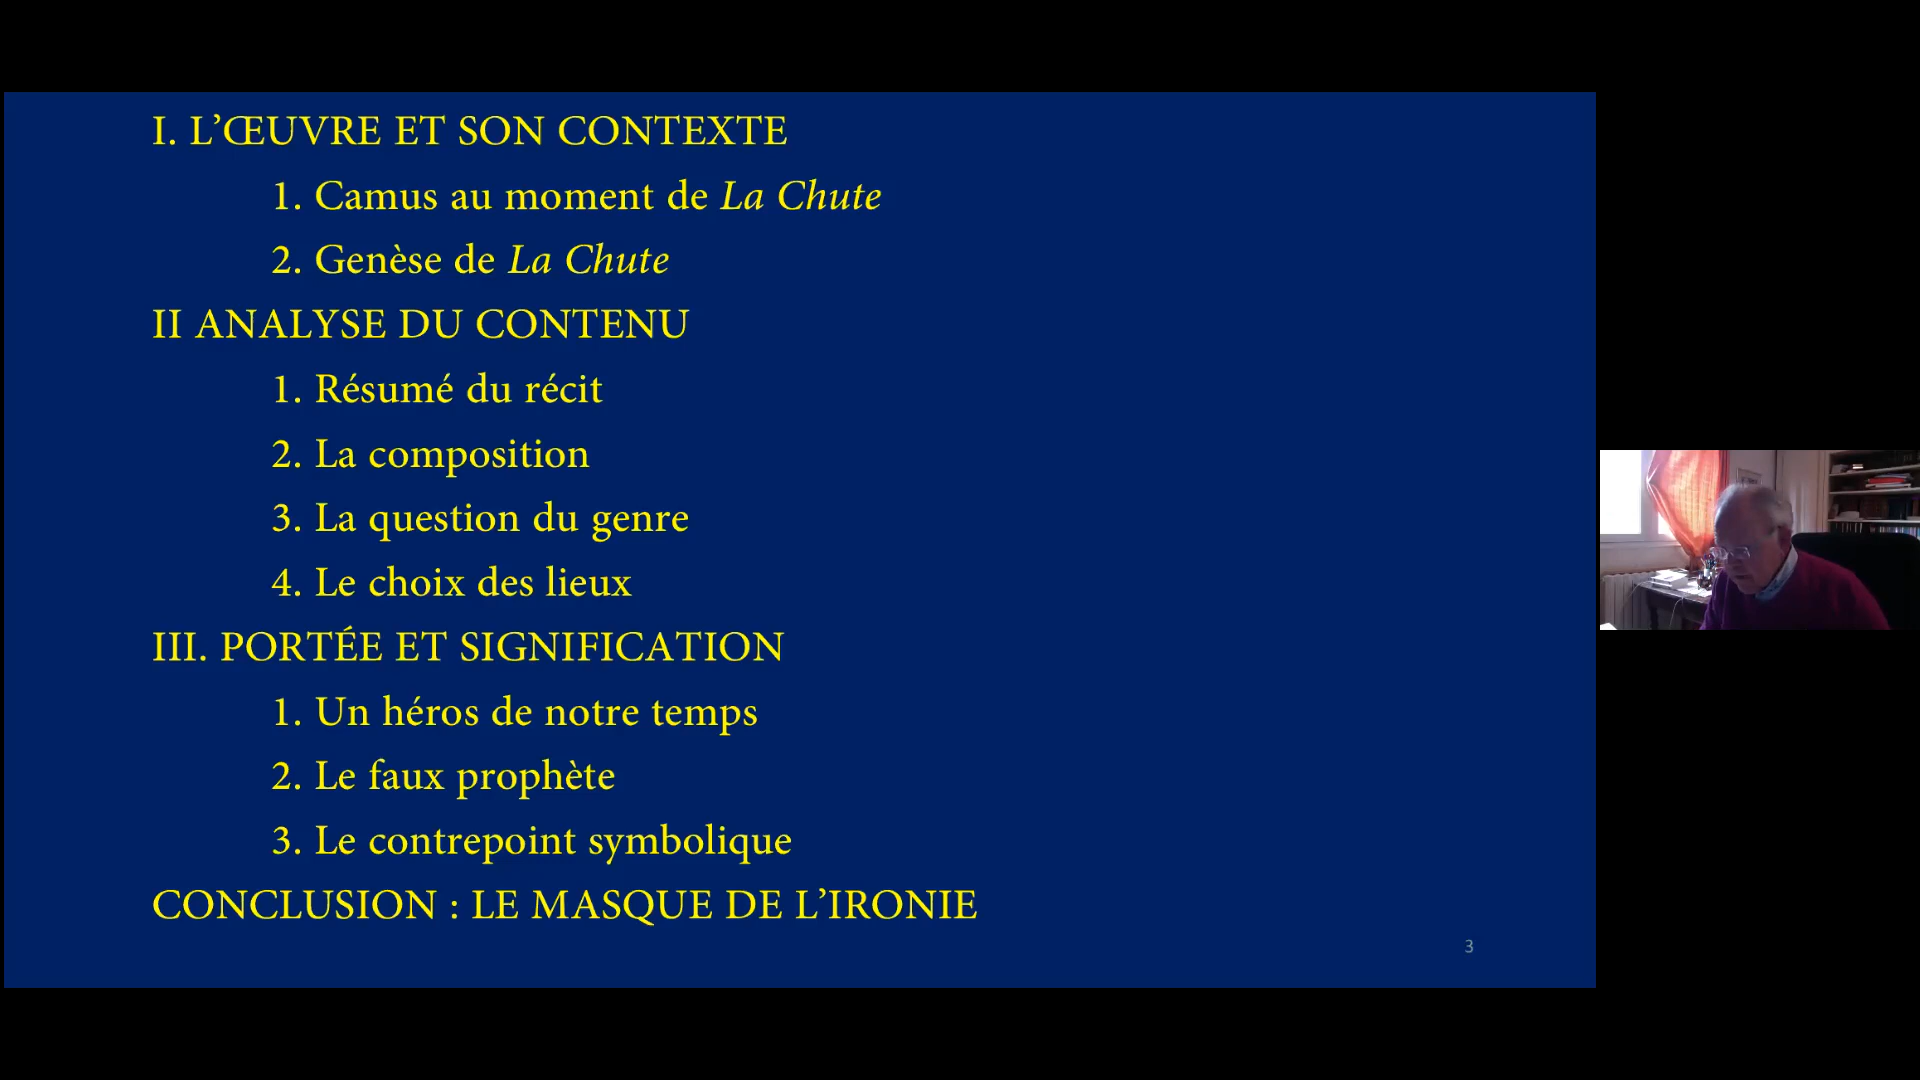 I. L’ŒUVRE ET SON CONTEXTE
1. Camus au moment de La Chute
2. Genèse de La Chute
II ANALYSE DU CONTENU
1. Résumé du récit
2. La composition
3. La question du genre
4. Le choix des lieux
III. PORTÉE ET SIGNIFICATION
1. Un héros de notre temps
2. Le faux prophète
3. Le contrepoint symbolique
CONCLUSION : LE MASQUE DE L’IRONIE
3